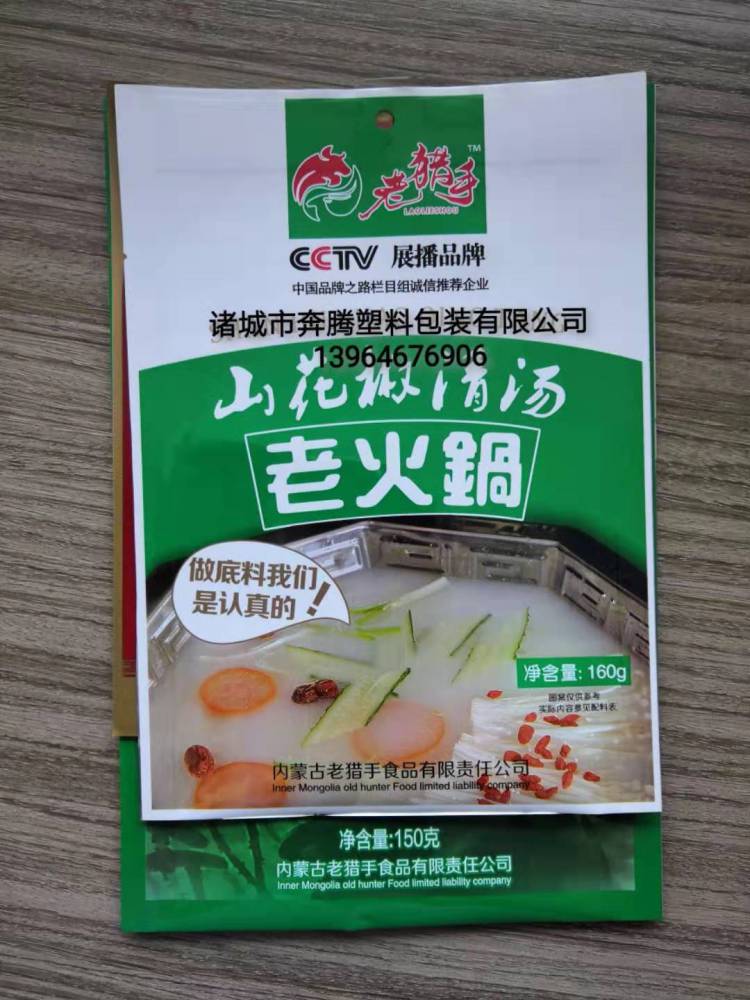 老猎手
TM
LAOLIESHOU
CCTV 展播品牌
中国品牌之路栏目组诚信推荐企业
诸城市奔腾塑料包装有限公司
13964676906
山花椒清汤
老火鍋
做底料我们
是认真的!
净含量: 160g
图案仅供参考
实际内容参见配料表
内蒙古老猎手食品有限责任公司
Inner Mongolia old hunter Food limited liability company
净含量:150克
内蒙古老猎手食品有限责任公司
Inner Mongolia old hunter Food limited liability company